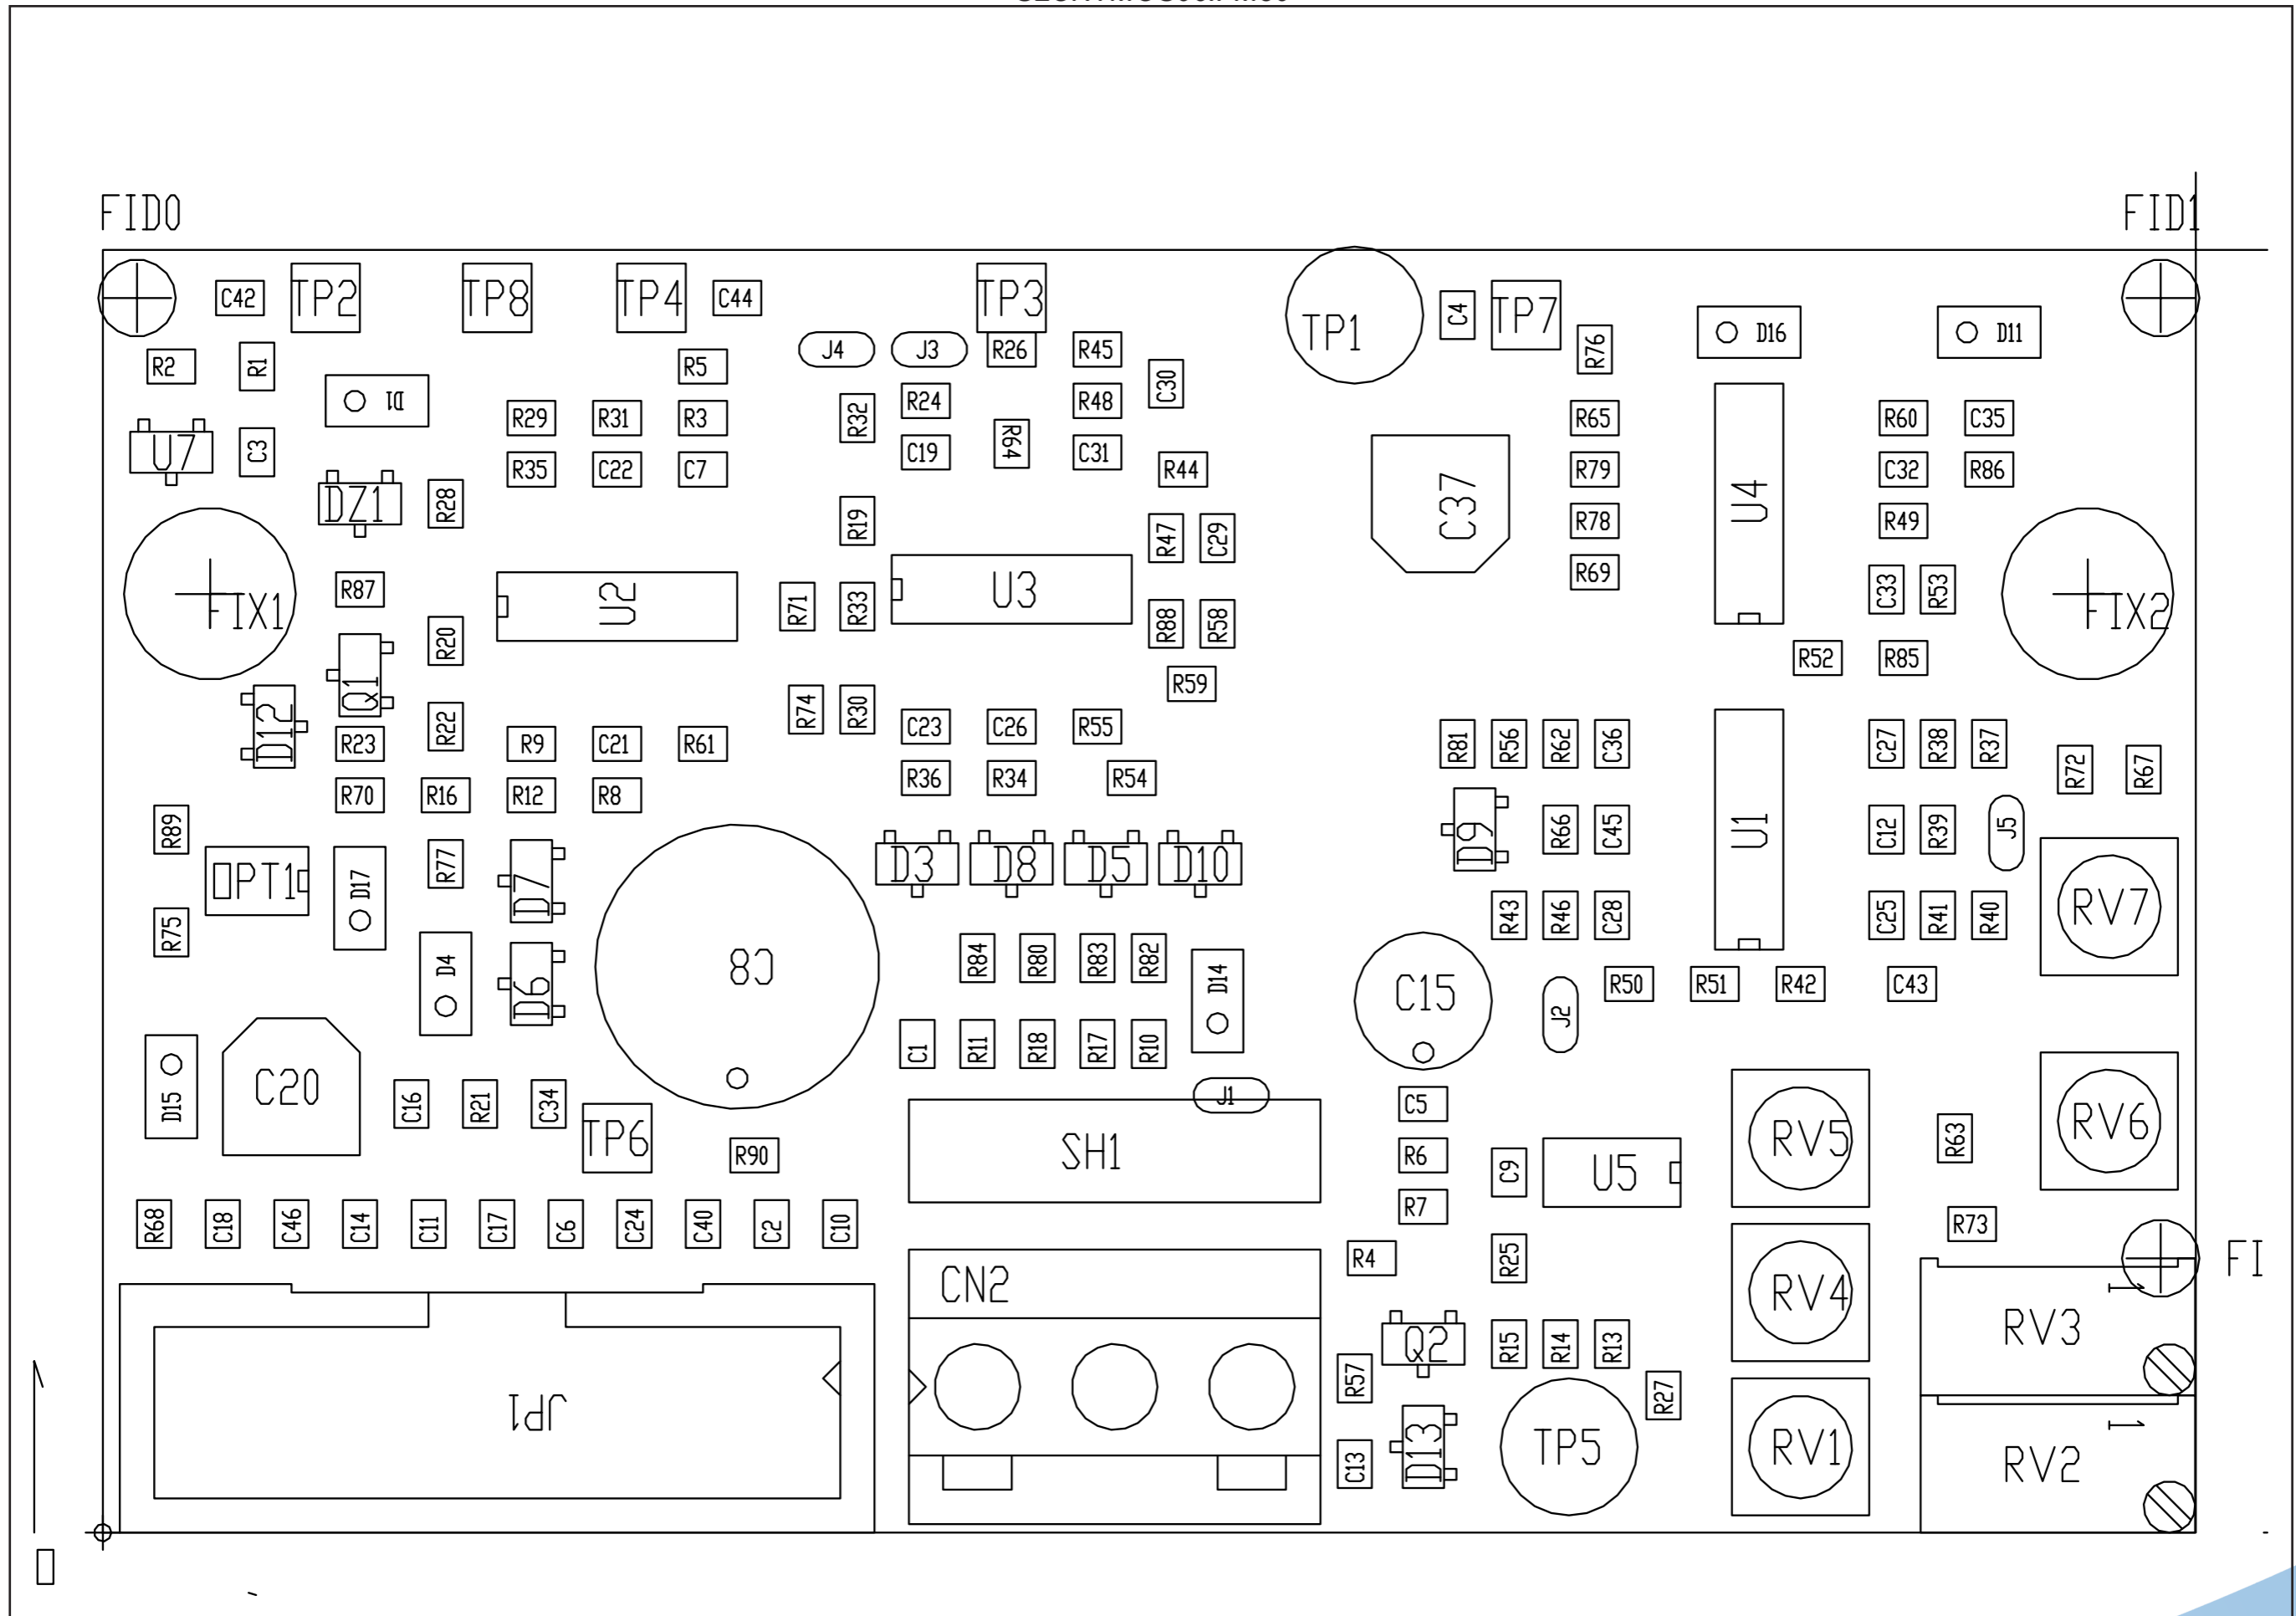 FID0 FID1
C42 TP2 TP8 TP4 C44 TP3 TP1 C4 TP7 D16 D11
R2 R1 R5 J4 J3 R26 R45 R76
D1 C30
R29 R31 R3 R32 R24 R48 R65 R60 C35
U7 C3 R35 C22 C7 C19 R64 C31 R44 R79 C32 R86
DZ1 R28 R19 C37 R78 U4 R49
R47 C29 R69
FIX1 R87 U2 R71 R33 U3 R88 R58 C33 R53 FIX2
R20 R52 R85
Q1 R59
D12 R22 R74 R30 C23 C26 R55
R23 R9 C21 R61 R81 R56 R62 C36 C27 R38 R37 R72 R67
R70 R16 R12 R8 R36 R34 R54
R89 D9 R66 C45 U1 C12 R39 J5
OPT1 D17 R77 D7 D3 D8 D5 D10
R75 R43 R46 C28 C25 R41 R40 RV7
D4 D6 C8 R84 R80 R83 R82 D14 C15 R50 R51 R42 C43
C1 R11 R18 R17 R10 J2
D15 C20 C16 R21 C34 J1 C5
TP6 R90 SH1 R6 C9 U5 RV5 R63 RV6
R68 C18 C46 C14 C11 C17 C6 C24 C40 C2 C10 R7 R73
CN2 R4 R25 RV4 FI
1
Q2 R15 R14 R13 RV3
JP1 R57 R27
1
C13 D13 TP5 RV1 RV2